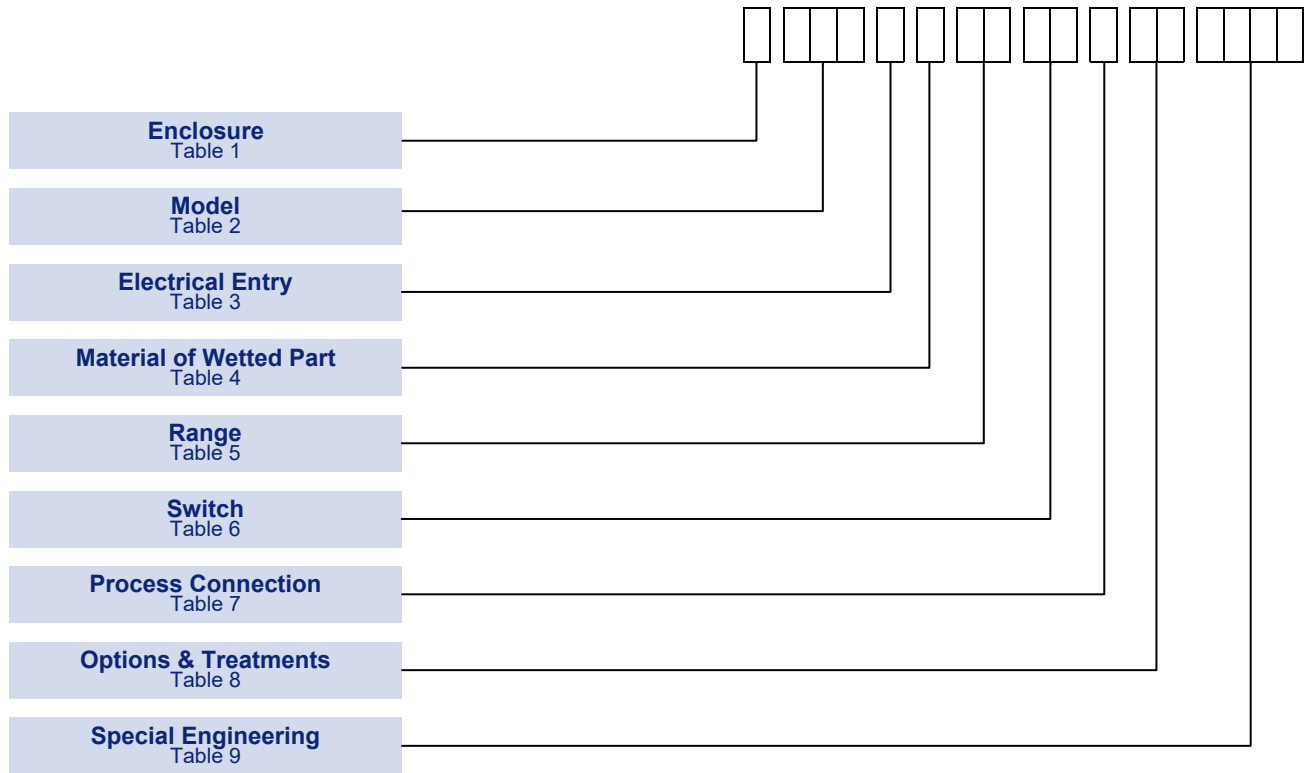 Enclosure
Table 1
Model
Table 2
Electrical Entry
Table 3
Material of Wetted Part
Table 4
Range
Table 5
Switch
Table 6
Process Connection
Table 7
Options & Treatments
Table 8
Special Engineering
Table 9